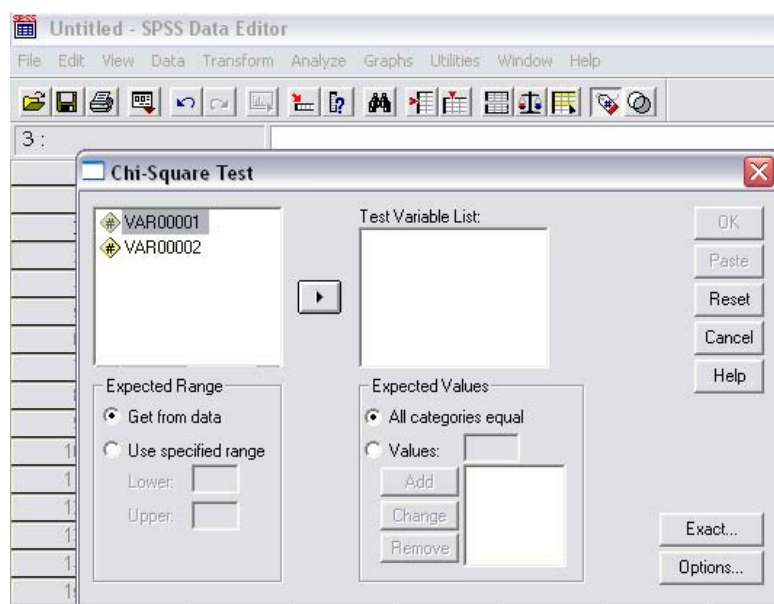 SPSS
Untitled - SPSS Data Editor
File Edit View Data Transform Analyze Graphs Utilities Window Help
3 :
Chi-Square Test
VAR00001
VAR00002
Test Variable List:
OK
Paste
Reset
Cancel
Help
Expected Range
Get from data
Use specified range
Lower:
Upper:
Expected Values
All categories equal
Values:
Add
Change
Remove
Exact...
Options...